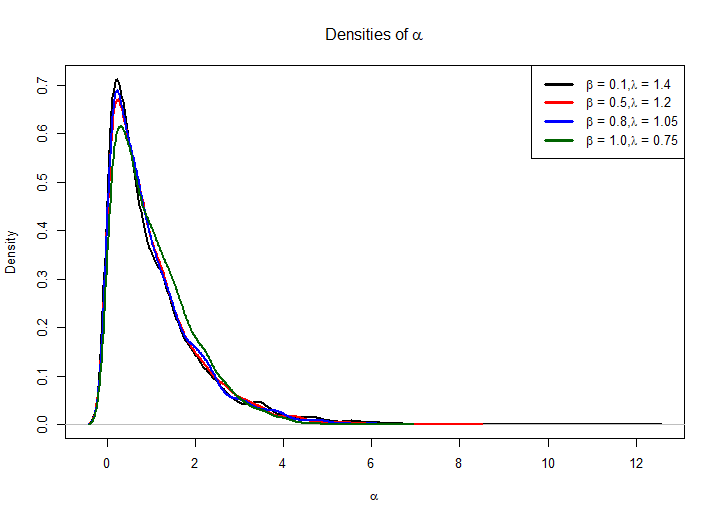 Densities of α
β = 0.1,λ = 1.4
β = 0.5,λ = 1.2
β = 0.8,λ = 1.05
β = 1.0,λ = 0.75
Density
0.7
0.6
0.5
0.4
0.3
0.2
0.1
0.0
0 2 4 6 8 10 12
α